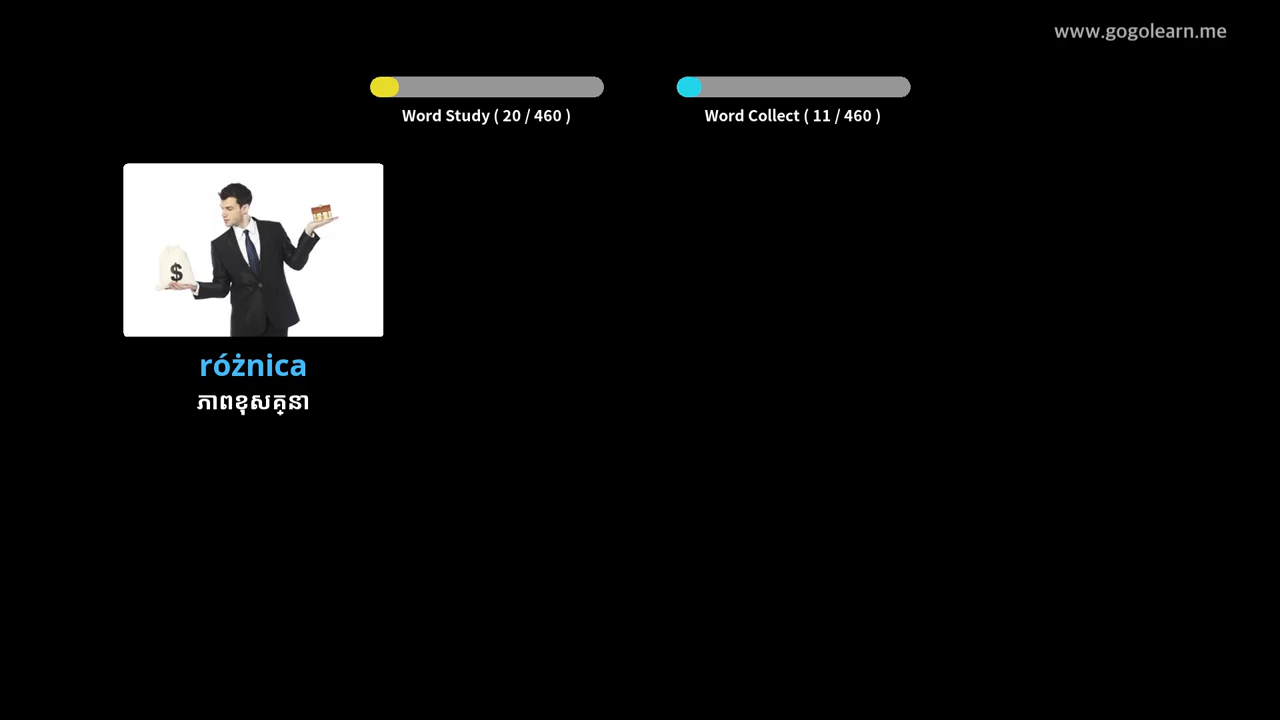 www.gogolearn.me
Word Study ( 20 / 460 )
Word Collect ( 11 / 460 )
$
różnica
ភាពខុសគ្នា